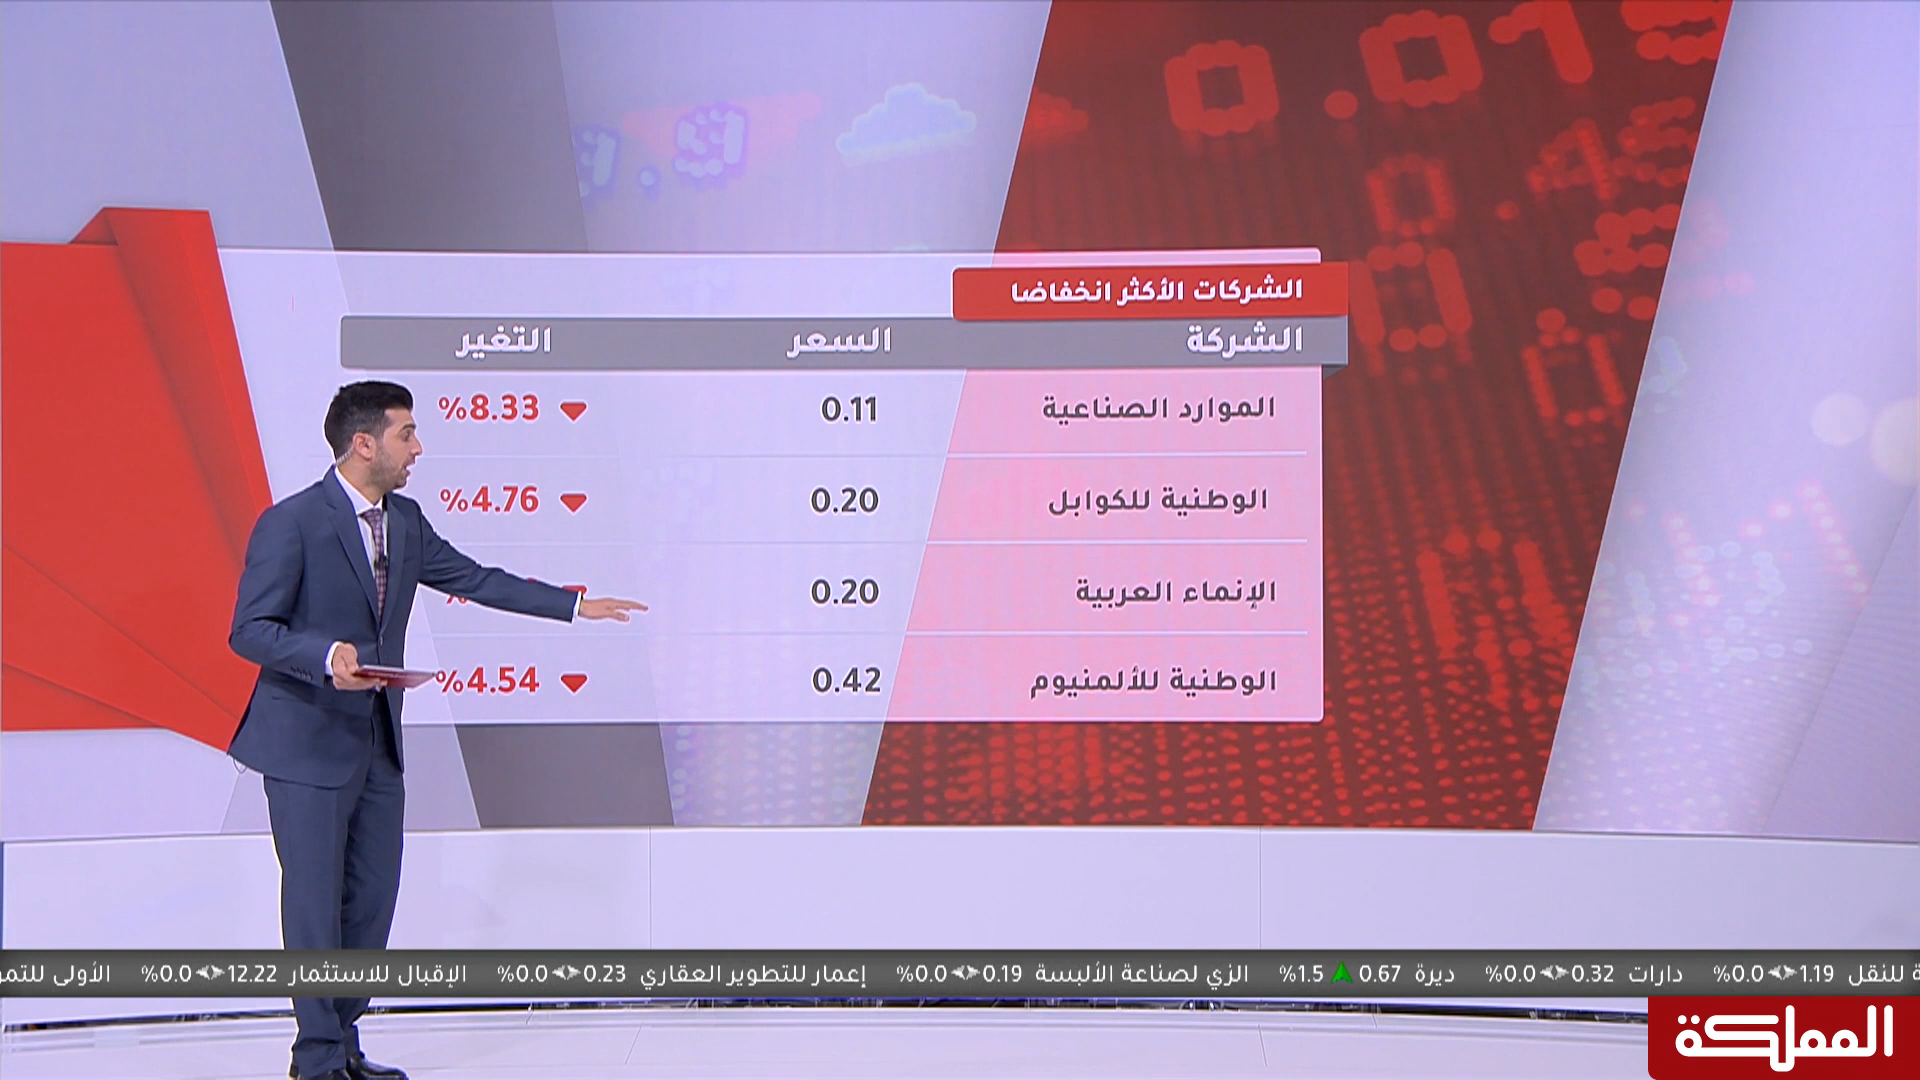 الشركات الأكثر انخفاضا
الشركة السعر التغير
الموارد الصناعية 0.11 %8.33
الوطنية للكوابل 0.20 %4.76
الإنماء العربية 0.20 %
الوطنية للألمنيوم 0.42 %4.54
للنقل 1.19 %0.0 دارات 0.32 %0.0 ديرة 0.67 %1.5 الزي لصناعة الألبسة 0.19 %0.0 إعمار للتطوير العقاري 0.23 %0.0 الإقبال للاستثمار 12.22 %0.0 الأولى
المملكة